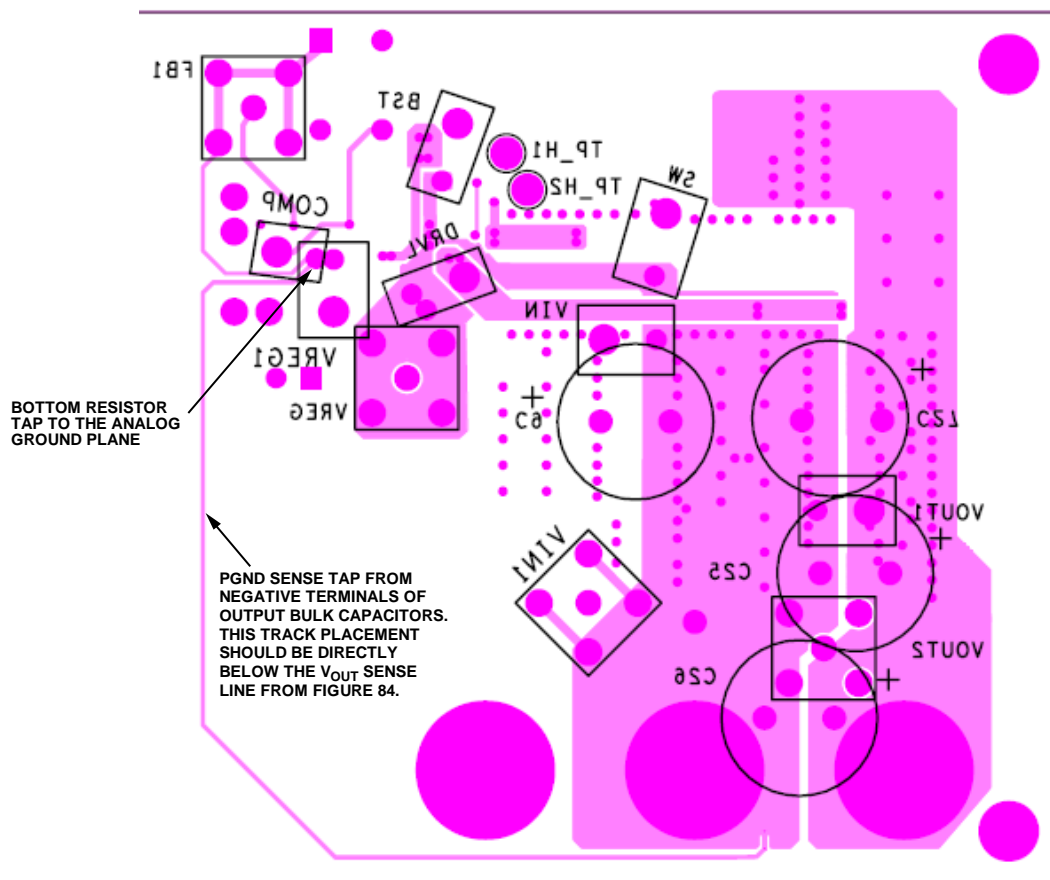 FB1
BST
TP_H1
TP_H2
SW
COMP
DRVL
VIN
VREG1
VREG
BOTTOM RESISTOR
TAP TO THE ANALOG
GROUND PLANE
+
C6
+
C27
VOUT1
+
VIN1
C25
PGND SENSE TAP FROM
NEGATIVE TERMINALS OF
OUTPUT BULK CAPACITORS.
THIS TRACK PLACEMENT
SHOULD BE DIRECTLY
BELOW THE VOUT SENSE
LINE FROM FIGURE 84.
VOUT2
C26
+